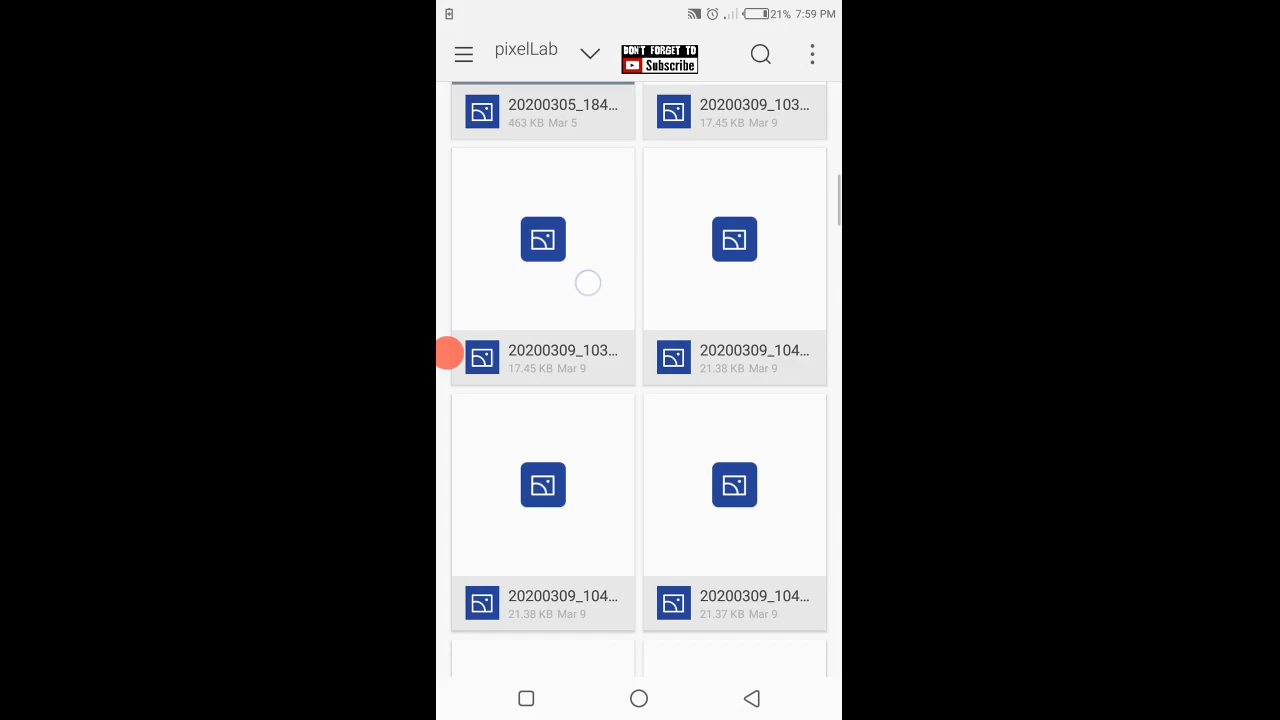 21% 7:59 PM
pixelLab
DON'T FORGET TO
Subscribe
20200305_184...
463 KB Mar 5
20200309_103...
17.45 KB Mar 9
20200309_103...
17.45 KB Mar 9
20200309_104...
21.38 KB Mar 9
20200309_104...
21.38 KB Mar 9
20200309_104...
21.37 KB Mar 9